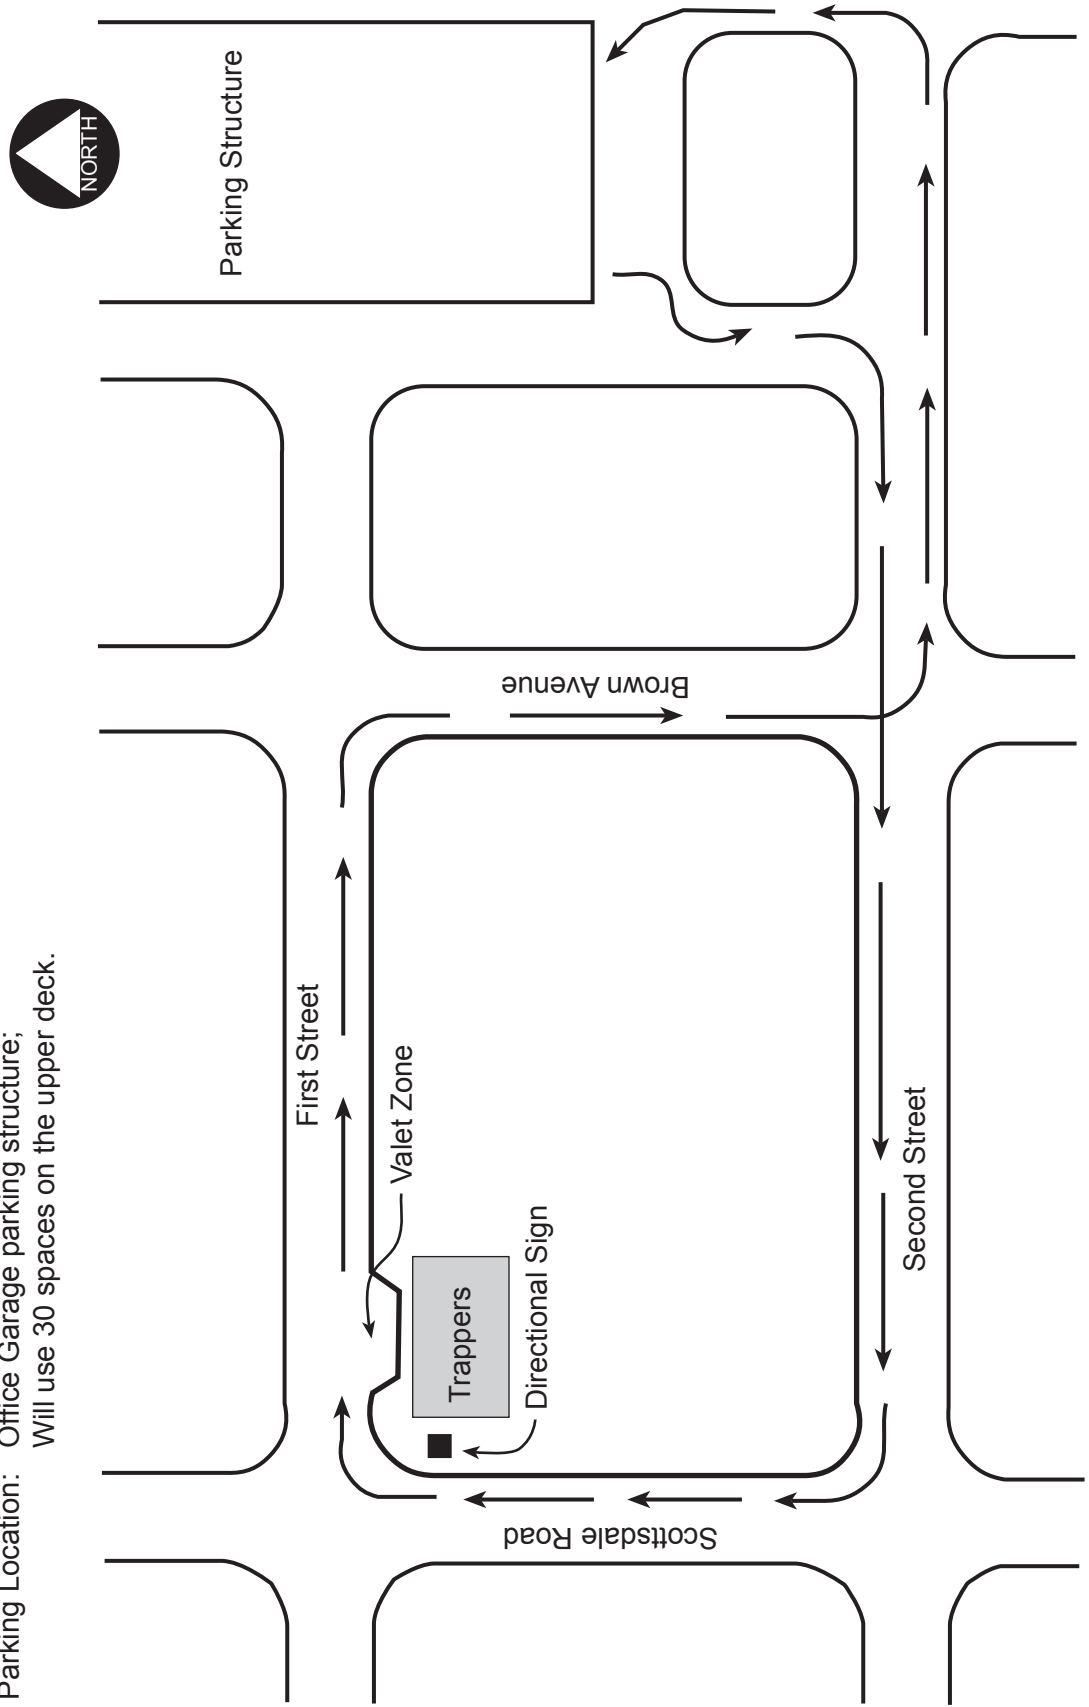 Parking Location: Office Garage parking structure;
Will use 30 spaces on the upper deck.
NORTH
Parking Structure
First Street
Valet Zone
Trappers
Directional Sign
Brown Avenue
Scottsdale Road
Second Street